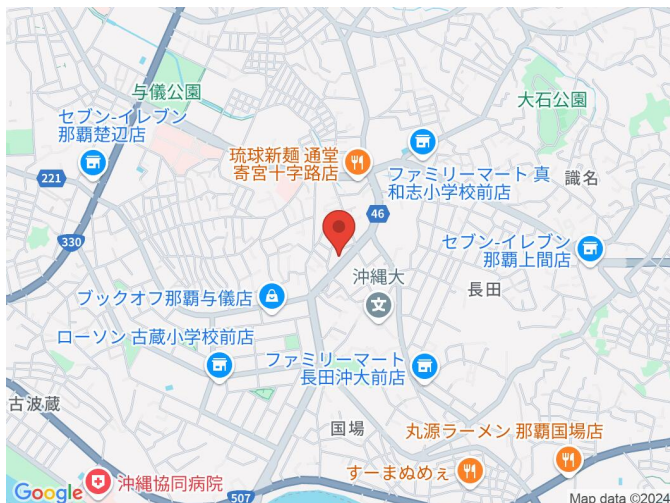 与儀公園
大石公園
セブン-イレブン
那覇楚辺店
琉球新麺 通堂
寄宮十字路店
ファミリーマート 真
和志小学校前店
識名
221
46
330
セブン-イレブン
那覇上間店
沖縄大
長田
ブックオフ那覇与儀店
文
ローソン 古蔵小学校前店
ファミリーマート
長田沖大前店
古波蔵
国場
丸源ラーメン 那覇国場店
すーまぬめぇ
沖縄協同病院
507
Google
Map data ©2024